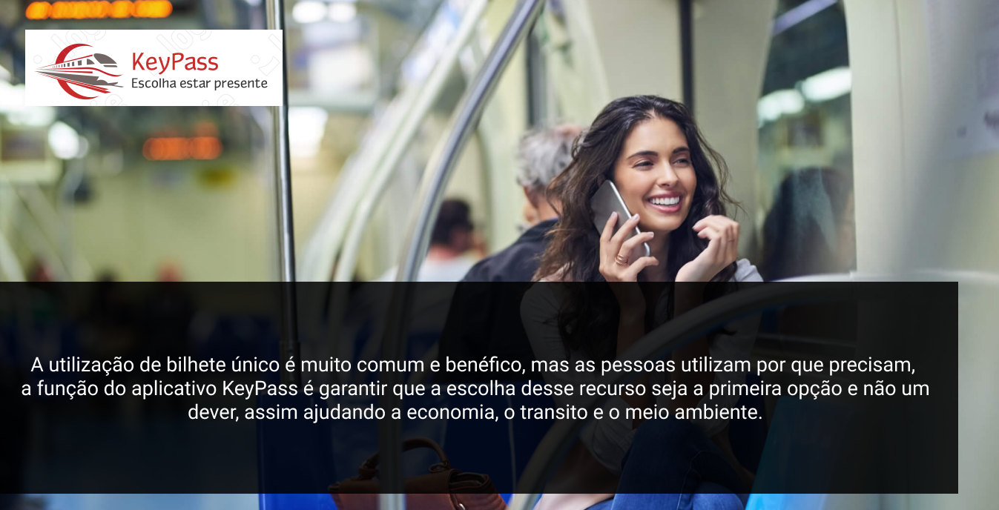 KeyPass
Escolha estar presente
A utilização de bilhete único é muito comum e benéfico, mas as pessoas utilizam por que precisam,
a função do aplicativo KeyPass é garantir que a escolha desse recurso seja a primeira opção e não um
dever, assim ajudando a economia, o transito e o meio ambiente.